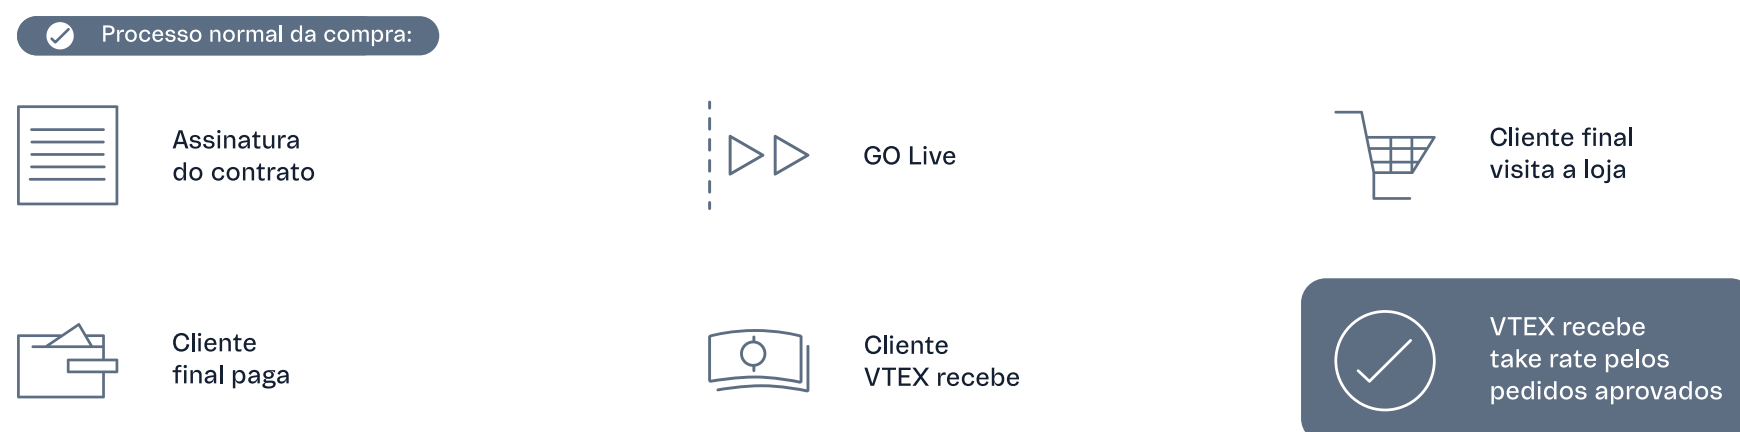 Processo normal da compra:
Assinatura
do contrato
GO Live
Cliente final
visita a loja
Cliente
final paga
Cliente
VTEX recebe
VTEX recebe
take rate pelos
pedidos aprovados